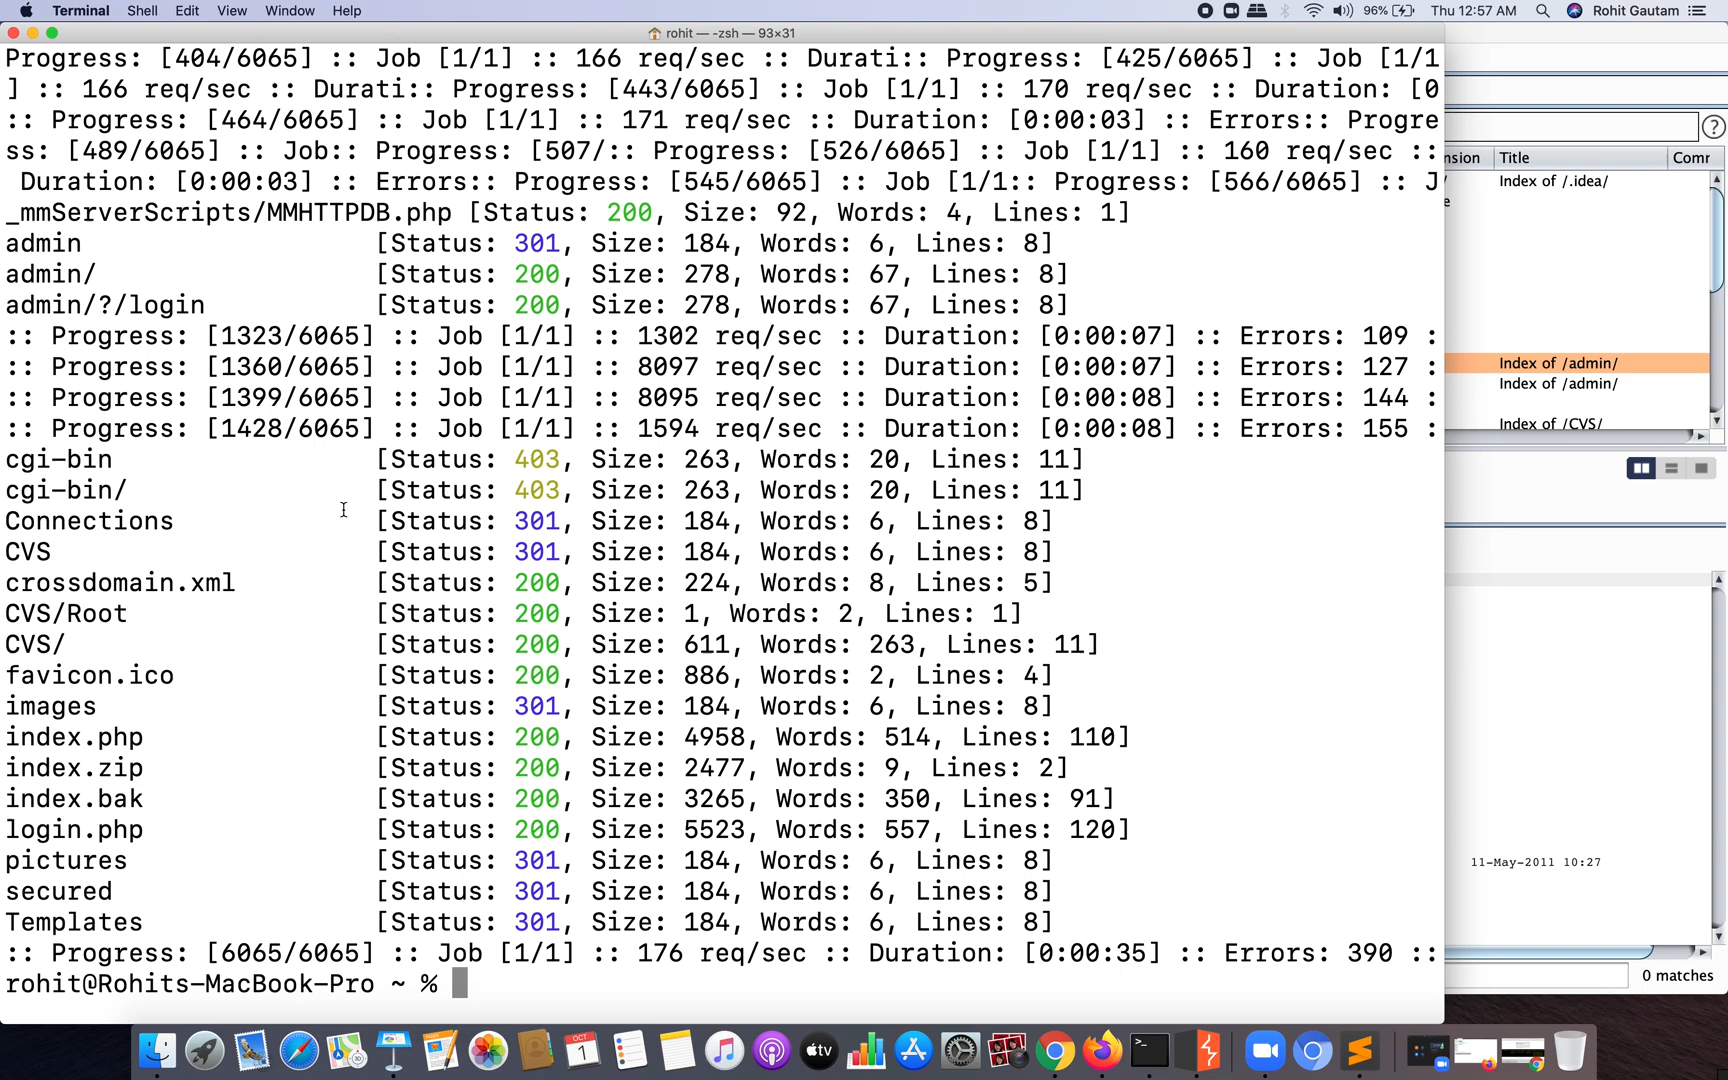 Terminal Shell Edit View Window Help 96% Thu 12:57 AM Rohit Gautam
rohit — -zsh — 93×31
Progress: [404/6065] :: Job [1/1] :: 166 req/sec :: Durati:: Progress: [425/6065] :: Job [1/1
] :: 166 req/sec :: Durati:: Progress: [443/6065] :: Job [1/1] :: 170 req/sec :: Duration: [0
:: Progress: [464/6065] :: Job [1/1] :: 171 req/sec :: Duration: [0:00:03] :: Errors:: Progre
ss: [489/6065] :: Job:: Progress: [507/:: Progress: [526/6065] :: Job [1/1] :: 160 req/sec ::
Duration: [0:00:03] :: Errors:: Progress: [545/6065] :: Job [1/1:: Progress: [566/6065] :: J
_mmServerScripts/MMHTTPDB.php [Status: 200, Size: 92, Words: 4, Lines: 1]
admin [Status: 301, Size: 184, Words: 6, Lines: 8]
admin/ [Status: 200, Size: 278, Words: 67, Lines: 8]
admin/?/login [Status: 200, Size: 278, Words: 67, Lines: 8]
:: Progress: [1323/6065] :: Job [1/1] :: 1302 req/sec :: Duration: [0:00:07] :: Errors: 109 :
:: Progress: [1360/6065] :: Job [1/1] :: 8097 req/sec :: Duration: [0:00:07] :: Errors: 127 :
:: Progress: [1399/6065] :: Job [1/1] :: 8095 req/sec :: Duration: [0:00:08] :: Errors: 144 :
:: Progress: [1428/6065] :: Job [1/1] :: 1594 req/sec :: Duration: [0:00:08] :: Errors: 155 :
cgi-bin [Status: 403, Size: 263, Words: 20, Lines: 11]
cgi-bin/ [Status: 403, Size: 263, Words: 20, Lines: 11]
Connections [Status: 301, Size: 184, Words: 6, Lines: 8]
CVS [Status: 301, Size: 184, Words: 6, Lines: 8]
crossdomain.xml [Status: 200, Size: 224, Words: 8, Lines: 5]
CVS/Root [Status: 200, Size: 1, Words: 2, Lines: 1]
CVS/ [Status: 200, Size: 611, Words: 263, Lines: 11]
favicon.ico [Status: 200, Size: 886, Words: 2, Lines: 4]
images [Status: 301, Size: 184, Words: 6, Lines: 8]
index.php [Status: 200, Size: 4958, Words: 514, Lines: 110]
index.zip [Status: 200, Size: 2477, Words: 9, Lines: 2]
index.bak [Status: 200, Size: 3265, Words: 350, Lines: 91]
login.php [Status: 200, Size: 5523, Words: 557, Lines: 120]
pictures [Status: 301, Size: 184, Words: 6, Lines: 8]
secured [Status: 301, Size: 184, Words: 6, Lines: 8]
Templates [Status: 301, Size: 184, Words: 6, Lines: 8]
:: Progress: [6065/6065] :: Job [1/1] :: 176 req/sec :: Duration: [0:00:35] :: Errors: 390 ::
rohit@Rohits-MacBook-Pro ~ %
?
nsion Title Comr
Index of /.idea/
e
Index of /admin/
Index of /admin/
Index of /CVS/
11-May-2011 10:27
0 matches
OCT
1
tv